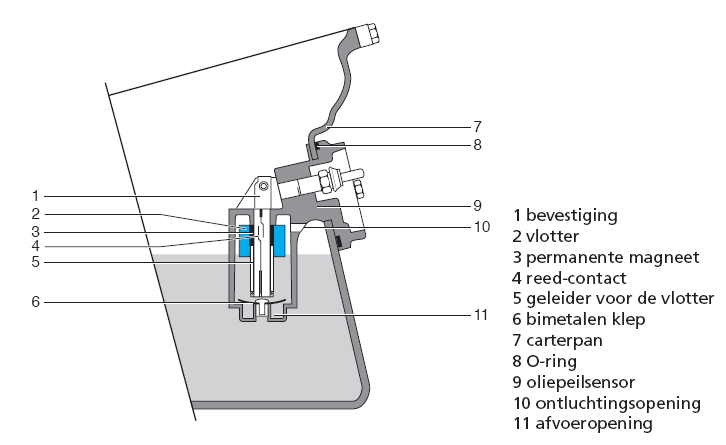 1
2
3
4
5
6
7
8
9
10
11
1 bevestiging
2 vlotter
3 permanente magneet
4 reed-contact
5 geleider voor de vlotter
6 bimetalen klep
7 carterpan
8 O-ring
9 oliepeilsensor
10 ontluchtingsopening
11 afvoeropening